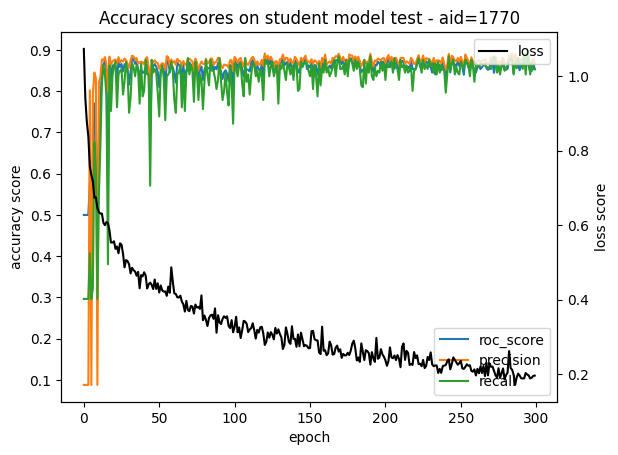 Accuracy scores on student model test - aid=1770
loss
accuracy score
loss score
0.9
0.8
0.7
0.6
0.5
0.4
0.3
0.2
0.1
1.0
0.8
0.6
0.4
0.2
roc_score
precision
recall
0
50
100
150
200
250
300
epoch